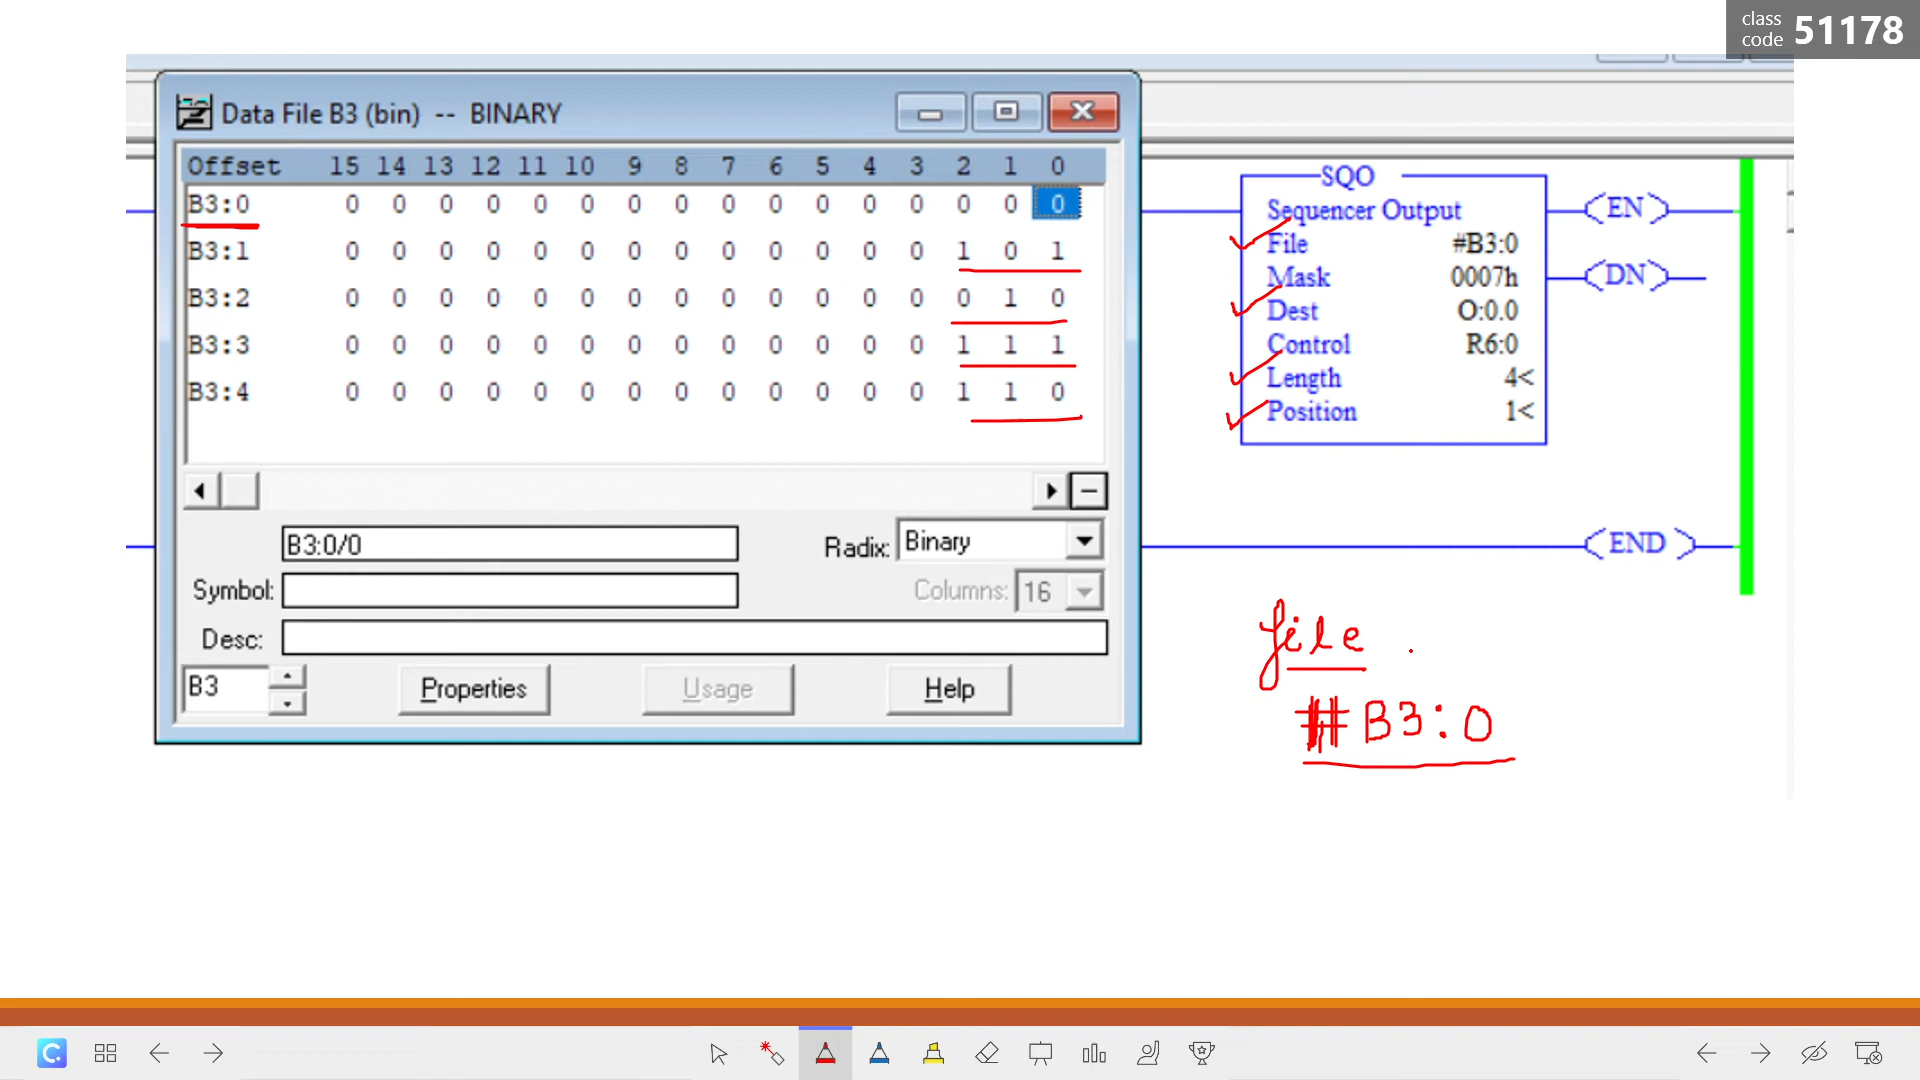 class code 51178
Data File B3 (bin) -- BINARY
Offset 15 14 13 12 11 10 9 8 7 6 5 4 3 2 1 0
B3:0 0 0 0 0 0 0 0 0 0 0 0 0 0 0 0 0
B3:1 0 0 0 0 0 0 0 0 0 0 0 0 0 1 0 1
B3:2 0 0 0 0 0 0 0 0 0 0 0 0 0 0 1 0
B3:3 0 0 0 0 0 0 0 0 0 0 0 0 0 1 1 1
B3:4 0 0 0 0 0 0 0 0 0 0 0 0 0 1 1 0
B3:0/0
Radix: Binary
Symbol:
Columns: 16
Desc:
B3
Properties
Usage
Help
SQO
Sequencer Output
File #B3:0
Mask 0007h
Dest O:0.0
Control R6:0
Length 4<
Position 1<
EN
DN
END
file .
#B3:0